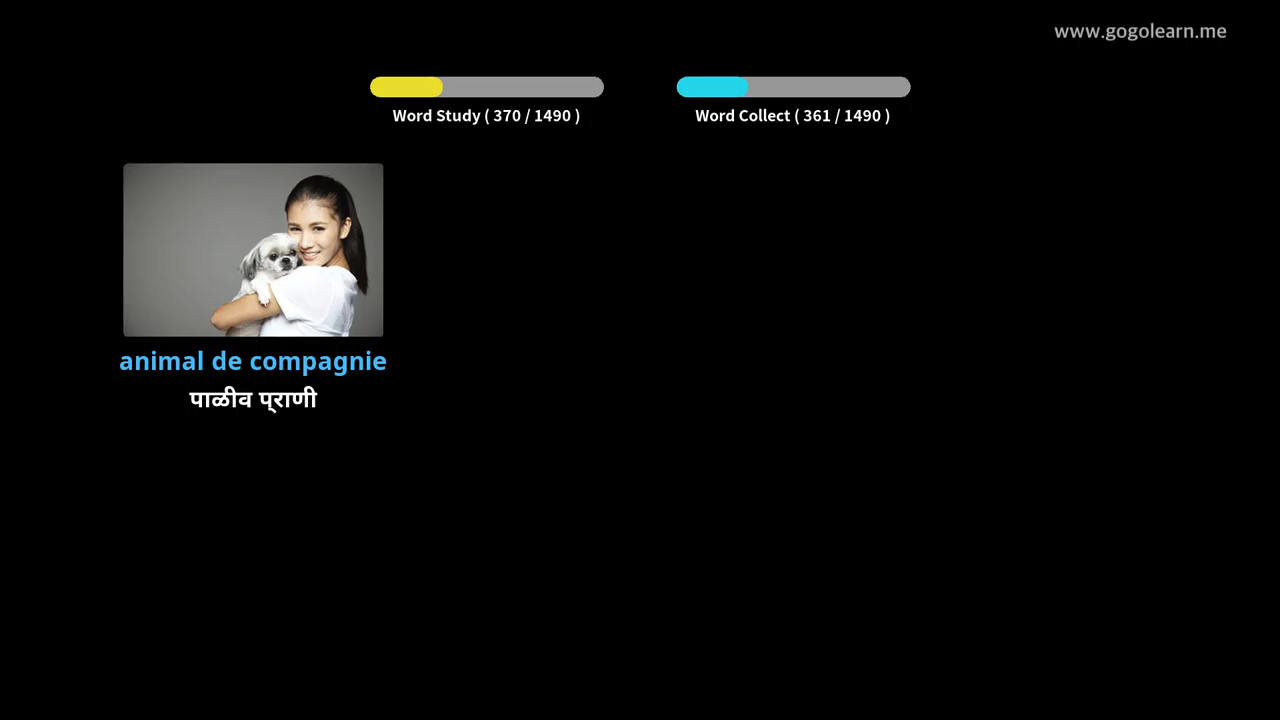 www.gogolearn.me
Word Study ( 370 / 1490 )
Word Collect ( 361 / 1490 )
animal de compagnie
पाळीव प्राणी